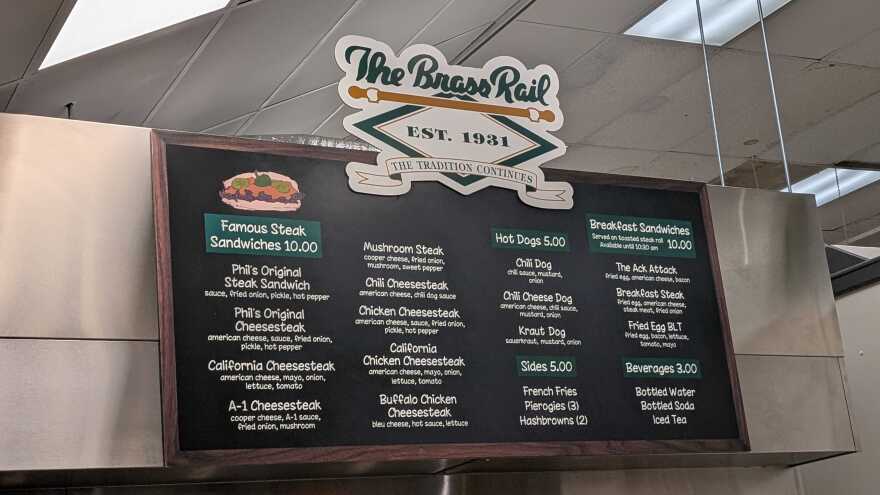 The Brass Rail
EST. 1931
THE TRADITION CONTINUES
Famous Steak
Sandwiches 10.00
Phil's Original
Steak Sandwich
sauce, fried onion, pickle, hot pepper
Phil's Original
Cheesesteak
american cheese, sauce, fried onion,
pickle, hot pepper
California Cheesesteak
american cheese, mayo, onion,
lettuce, tomato
A-1 Cheesesteak
cooper cheese, A-1 sauce,
fried onion, mushroom
Mushroom Steak
cooper cheese, fried onion,
mushroom, sweet pepper
Chili Cheesesteak
american cheese, chili dog sauce
Chicken Cheesesteak
american cheese, sauce, fried onion,
pickle, hot pepper
California
Chicken Cheesesteak
american cheese, mayo, onion,
lettuce, tomato
Buffalo Chicken
Cheesesteak
bleu cheese, hot sauce, lettuce
Hot Dogs 5.00
Chili Dog
chili sauce, mustard,
onion
Chili Cheese Dog
american cheese, chili sauce,
mustard, onion
Kraut Dog
sauerkraut, mustard, onion
Sides 5.00
French Fries
Pierogies (3)
Hashbrowns (2)
Breakfast Sandwiches
Served on toasted steak roll
Available until 10:30 am 10.00
The Ack Attack
fried egg, american cheese, bacon
Breakfast Steak
fried egg, american cheese,
steak meat, fried onion
Fried Egg BLT
fried egg, bacon, lettuce,
tomato, mayo
Beverages 3.00
Bottled Water
Bottled Soda
Iced Tea